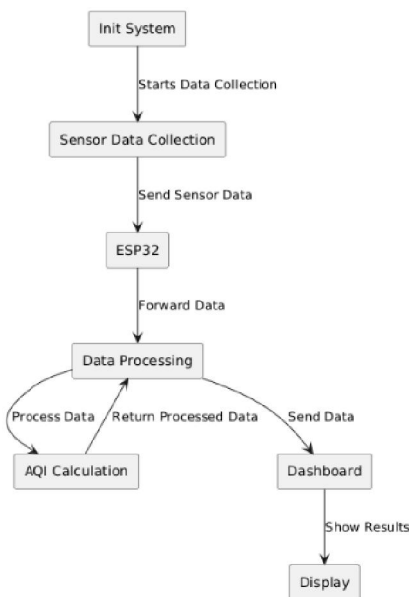 Init System
Starts Data Collection
Sensor Data Collection
Send Sensor Data
ESP32
Forward Data
Data Processing
Process Data
Return Processed Data
Send Data
AQI Calculation
Dashboard
Show Results
Display